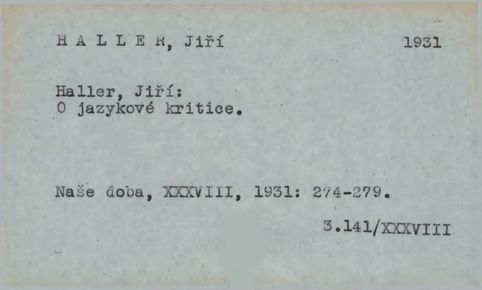 H A L L E R, Jiří 1931
Haller, Jiří:
O jazykové kritice.
Naše doba, XXXVIII, 1931: 274-279.
3.141/XXXVIII